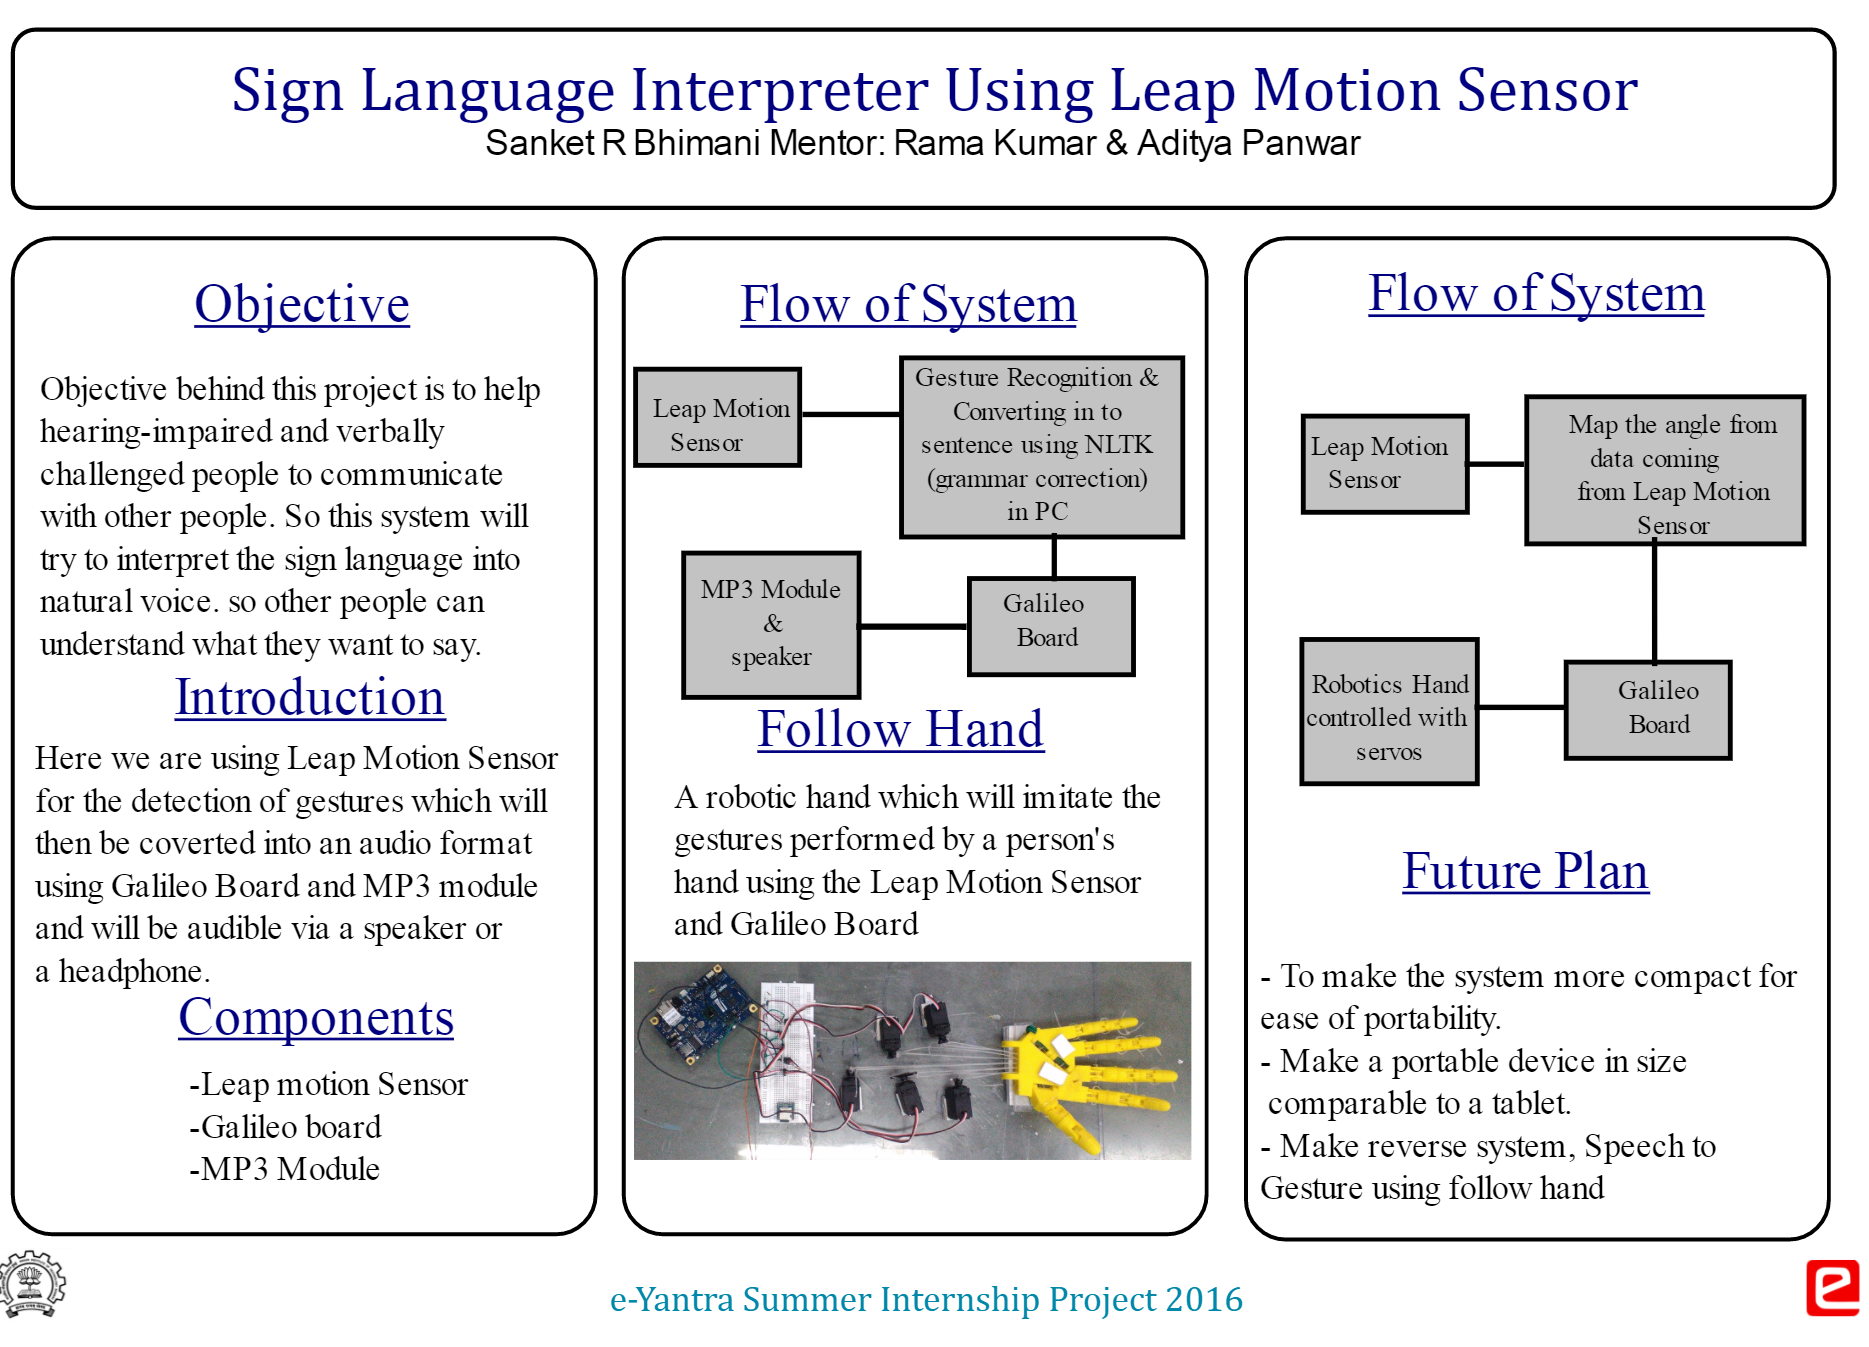 Sign Language Interpreter Using Leap Motion Sensor
Sanket R Bhimani Mentor: Rama Kumar & Aditya Panwar
Objective
Objective behind this project is to help
hearing-impaired and verbally
challenged people to communicate
with other people. So this system will
try to interpret the sign language into
natural voice. so other people can
understand what they want to say.
Introduction
Here we are using Leap Motion Sensor
for the detection of gestures which will
then be coverted into an audio format
using Galileo Board and MP3 module
and will be audible via a speaker or
a headphone.
Components
-Leap motion Sensor
-Galileo board
-MP3 Module
Flow of System
Leap Motion
Sensor
Gesture Recognition &
Converting in to
sentence using NLTK
(grammar correction)
in PC
MP3 Module
&
speaker
Galileo
Board
Follow Hand
A robotic hand which will imitate the
gestures performed by a person's
hand using the Leap Motion Sensor
and Galileo Board
Flow of System
Leap Motion
Sensor
Map the angle from
data coming
from Leap Motion
Sensor
Robotics Hand
controlled with
servos
Galileo
Board
Future Plan
- To make the system more compact for
ease of portability.
- Make a portable device in size
comparable to a tablet.
- Make reverse system, Speech to
Gesture using follow hand
e-Yantra Summer Internship Project 2016